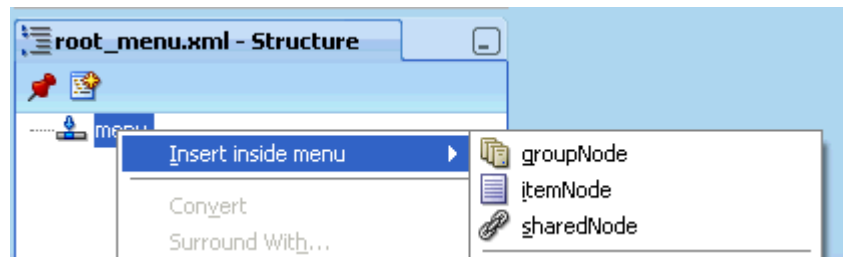 root_menu.xml - Structure
menu
Insert inside menu
groupNode
itemNode
sharedNode
Convert
Surround With...